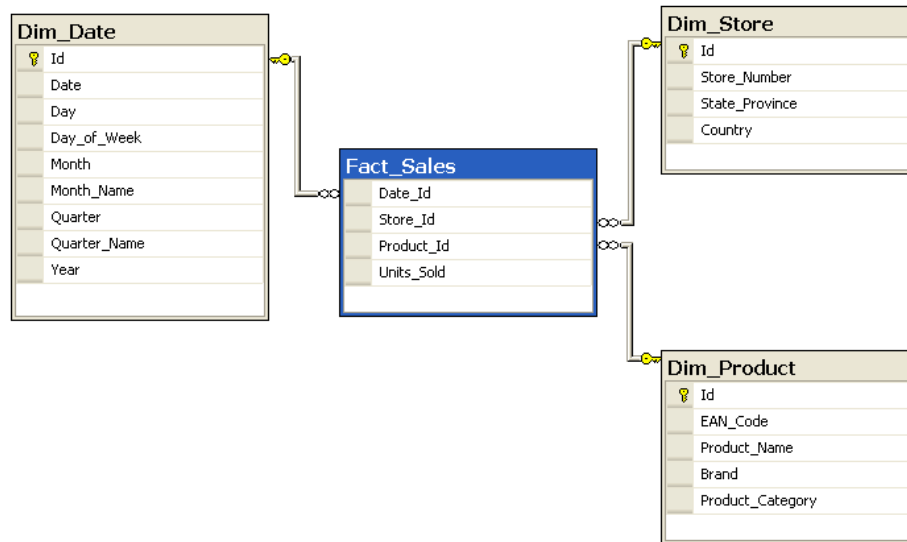 Dim_Date
Id
Date
Day
Day_of_Week
Month
Month_Name
Quarter
Quarter_Name
Year
Fact_Sales
Date_Id
Store_Id
Product_Id
Units_Sold
Dim_Store
Id
Store_Number
State_Province
Country
Dim_Product
Id
EAN_Code
Product_Name
Brand
Product_Category